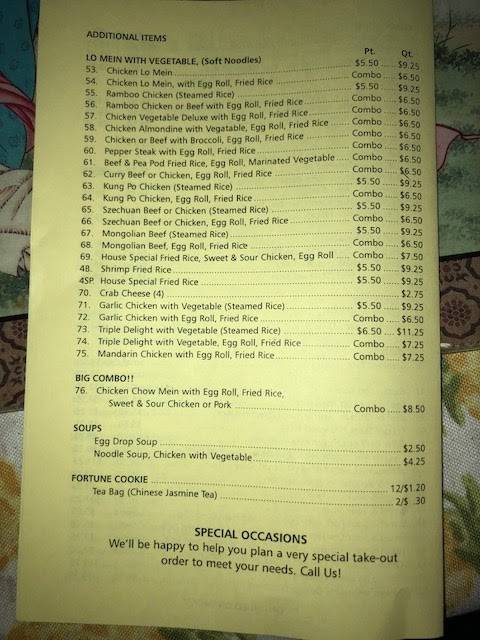 ADDITIONAL ITEMS
Pt. Qt.
LO MEIN WITH VEGETABLE, (Soft Noodles)
53. Chicken Lo Mein $5.50 $9.25
54. Chicken Lo Mein, with Egg Roll, Fried Rice Combo $6.50
55. Ramboo Chicken (Steamed Rice) $5.50 $9.25
56. Ramboo Chicken or Beef with Egg Roll, Fried Rice Combo $6.50
57. Chicken Vegetable Deluxe with Egg Roll, Fried Rice Combo $6.50
58. Chicken Almondine with Vegatable, Egg Roll, Fried Rice Combo $6.50
59. Chicken or Beef with Broccoli, Egg Roll, Fried Rice Combo $6.50
60. Pepper Steak with Egg Roll, Fried Rice Combo $6.50
61. Beef & Pea Pod Fried Rice, Egg Roll, Marinated Vegetable Combo $6.50
62. Curry Beef or Chicken, Egg Roll, Fried Rice Combo $6.50
63. Kung Po Chicken (Steamed Rice) $5.50 $9.25
64. Kung Po Chicken, Egg Roll, Fried Rice Combo $6.50
65. Szechuan Beef or Chicken (Steamed Rice) $5.50 $9.25
66. Szechuan Beef or Chicken, Egg Roll, Fried Rice Combo $6.50
67. Mongolian Beef (Steamed Rice) $5.50 $9.25
68. Mongolian Beef, Egg Roll, Fried Rice Combo $6.50
69. House Special Fried Rice, Sweet & Sour Chicken, Egg Roll Combo $7.50
4B. Shrimp Fried Rice $5.50 $9.25
4SP. House Special Fried Rice $5.50 $9.25
70. Crab Cheese (4) $2.75
71. Garlic Chicken with Vegetable (Steamed Rice) $5.50 $9.25
72. Garlic Chicken with Egg Roll, Fried Rice Combo $6.50
73. Triple Delight with Vegetable (Steamed Rice) $6.50 $11.25
74. Triple Delight with Vegetable, Egg Roll, Fried Rice Combo $7.25
75. Mandarin Chicken with Egg Roll, Fried Rice Combo $7.25
BIG COMBO!!
76. Chicken Chow Mein with Egg Roll, Fried Rice,
Sweet & Sour Chicken or Pork Combo $8.50
SOUPS
Egg Drop Soup $2.50
Noodle Soup, Chicken with Vegetable $4.25
FORTUNE COOKIE 12/$1.20
Tea Bag (Chinese Jasmine Tea) 2/$ .30
SPECIAL OCCASIONS
We'll be happy to help you plan a very special take-out
order to meet your needs. Call Us!